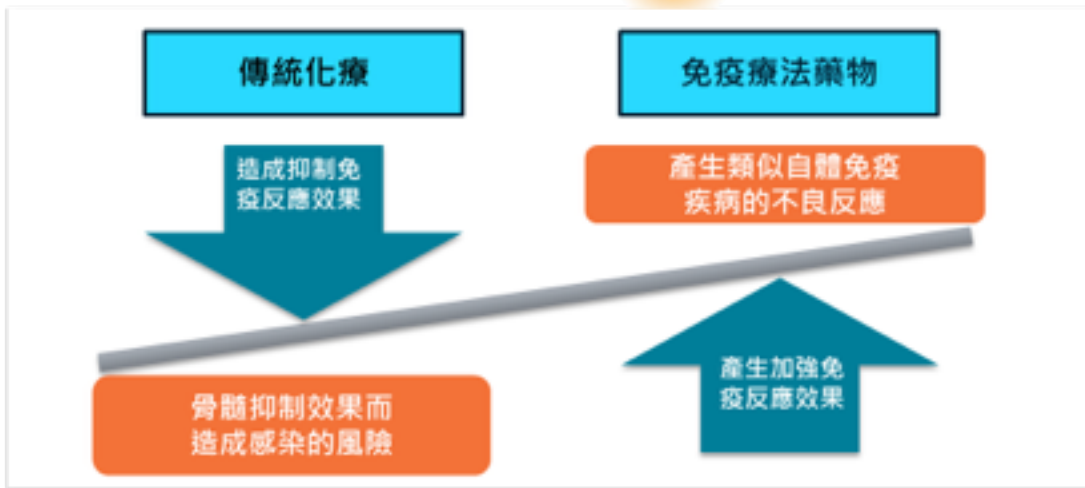 傳統化療
免疫療法藥物
造成抑制免
疫反應效果
產生類似自體免疫
疾病的不良反應
骨髓抑制效果而
造成感染的風險
產生加強免
疫反應效果